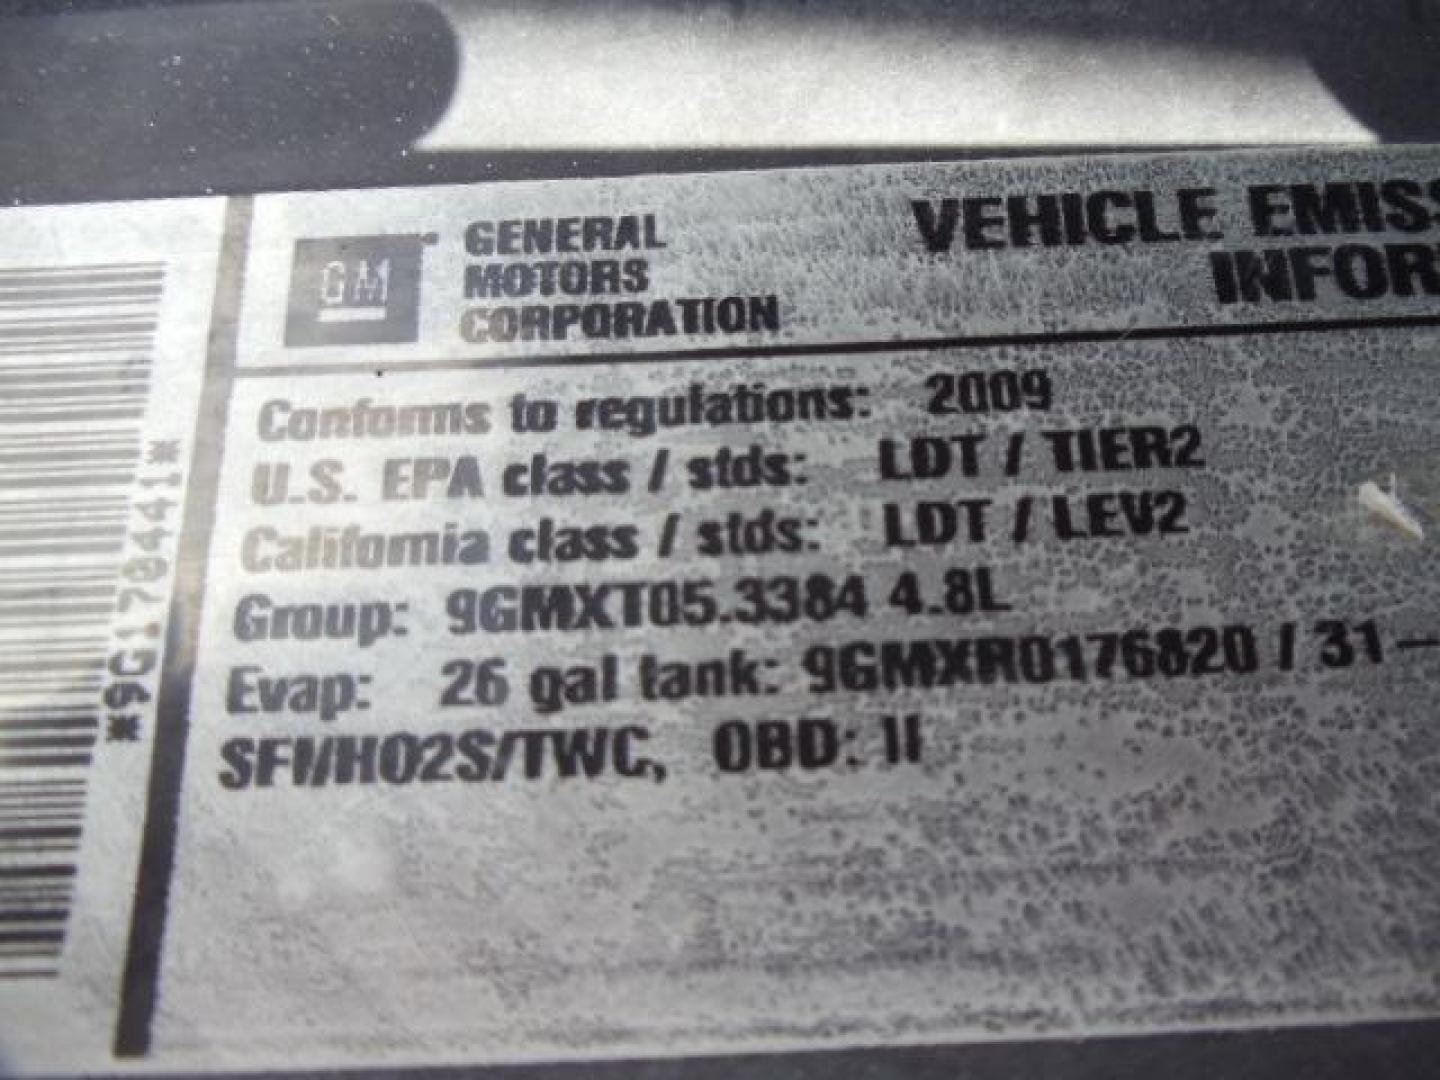 *9G178441*
GM
GENERAL
MOTORS
CORPORATION
VEHICLE EMISS
INFOR
Conforms to regulations: 2009
U.S. EPA class / stds: LDT / TIER2
California class / stds: LDT / LEV2
Group: 9GMXT05.3384 4.8L
Evap: 26 gal tank: 9GMXR0176820 / 31 –
SFI/HO2S/TWC, OBD: II